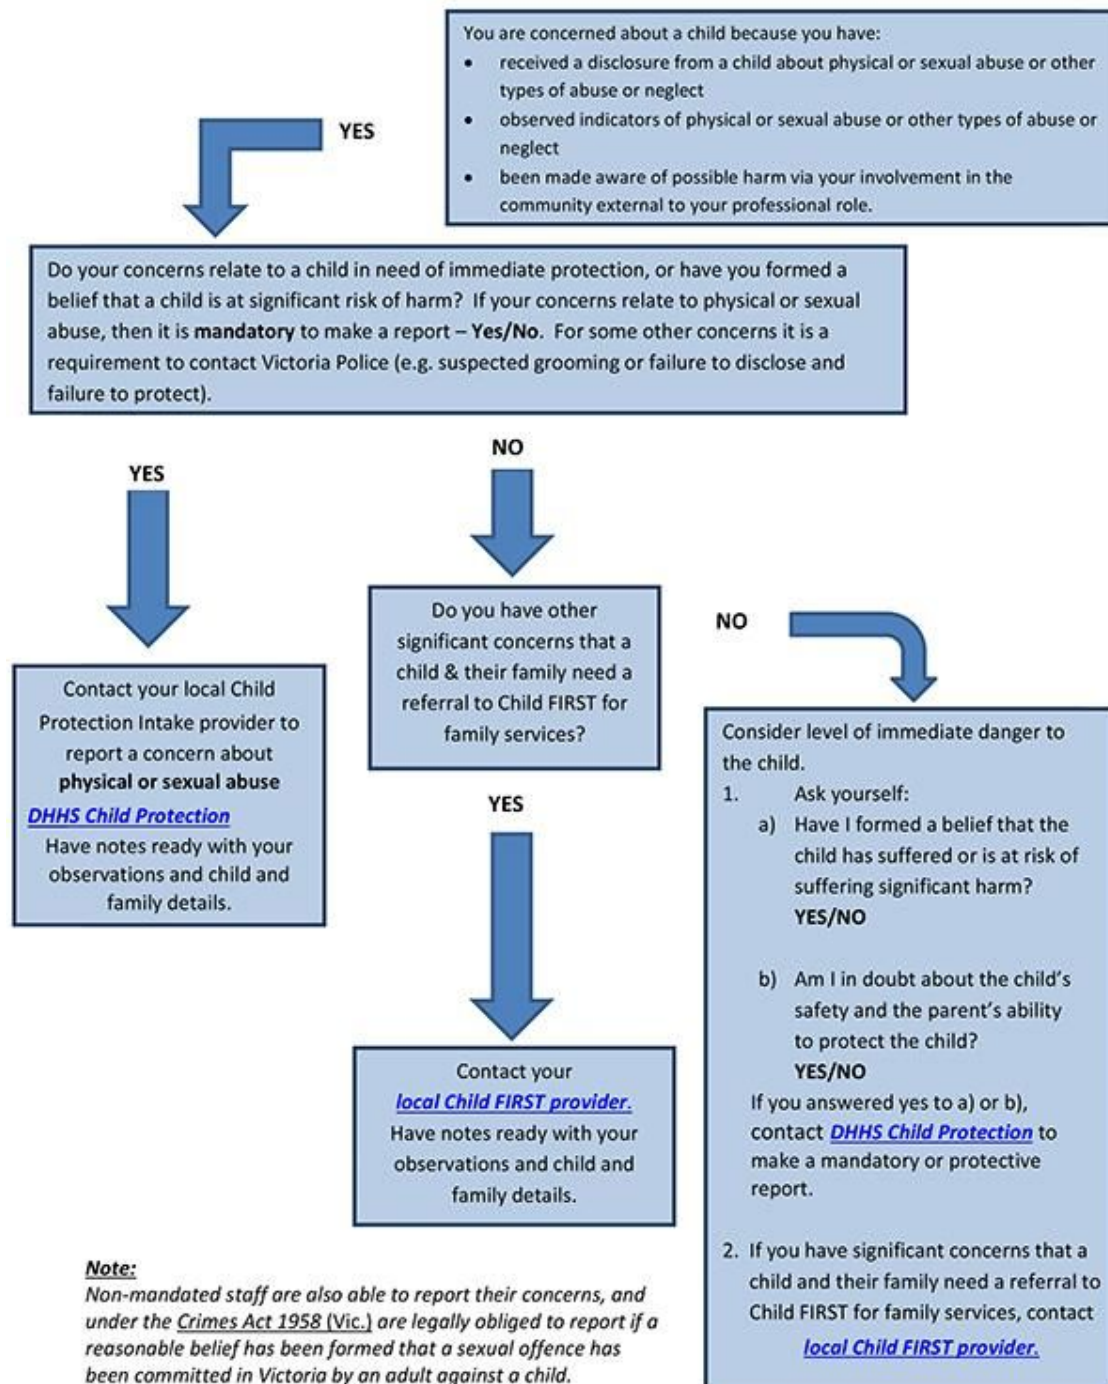 You are concerned about a child because you have:
• received a disclosure from a child about physical or sexual abuse or other
types of abuse or neglect
• observed indicators of physical or sexual abuse or other types of abuse or
neglect
• been made aware of possible harm via your involvement in the
community external to your professional role.
YES
Do your concerns relate to a child in need of immediate protection, or have you formed a
belief that a child is at significant risk of harm?  If your concerns relate to physical or sexual
abuse, then it is mandatory to make a report – Yes/No.  For some other concerns it is a
requirement to contact Victoria Police (e.g. suspected grooming or failure to disclose and
failure to protect).
YES
Contact your local Child
Protection Intake provider to
report a concern about
physical or sexual abuse
DHHS Child Protection
Have notes ready with your
observations and child and
family details.
NO
Do you have other
significant concerns that a
child & their family need a
referral to Child FIRST for
family services?
YES
Contact your
local Child FIRST provider.
Have notes ready with your
observations and child and
family details.
NO
Consider level of immediate danger to
the child.
1. Ask yourself:
a) Have I formed a belief that the
child has suffered or is at risk of
suffering significant harm?
YES/NO
b) Am I in doubt about the child's
safety and the parent's ability
to protect the child?
YES/NO
If you answered yes to a) or b),
contact DHHS Child Protection to
make a mandatory or protective
report.
2. If you have significant concerns that a
child and their family need a referral to
Child FIRST for family services, contact
local Child FIRST provider.
Note:
Non-mandated staff are also able to report their concerns, and
under the Crimes Act 1958 (Vic.) are legally obliged to report if a
reasonable belief has been formed that a sexual offence has
been committed in Victoria by an adult against a child.